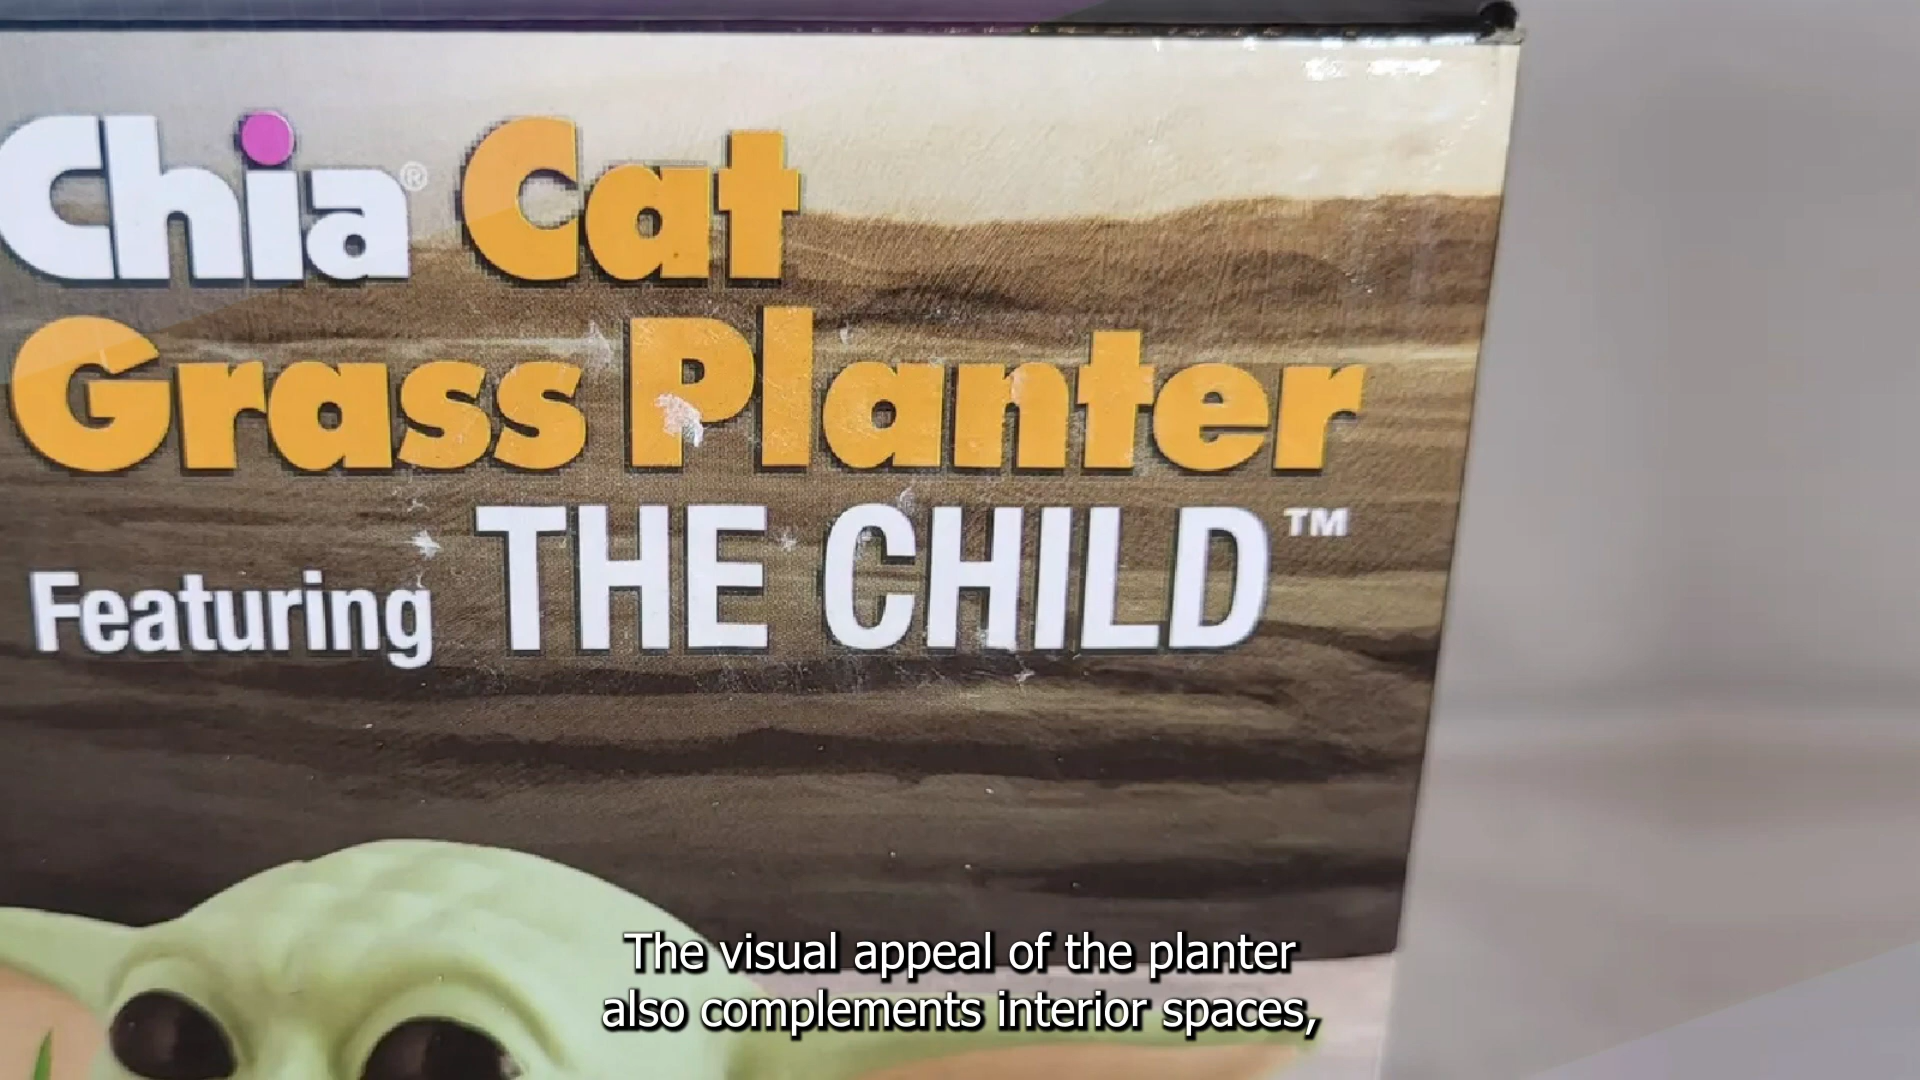 Chia® Cat
Grass Planter
Featuring THE CHILD™
The visual appeal of the planter
also complements interior spaces,